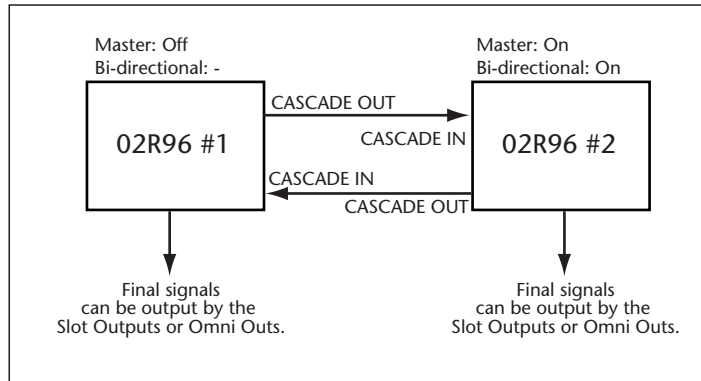 Master: Off
Bi-directional: -
Master: On
Bi-directional: On
02R96 #1
CASCADE OUT
CASCADE IN
02R96 #2
CASCADE IN
CASCADE OUT
Final signals
can be output by the
Slot Outputs or Omni Outs.
Final signals
can be output by the
Slot Outputs or Omni Outs.